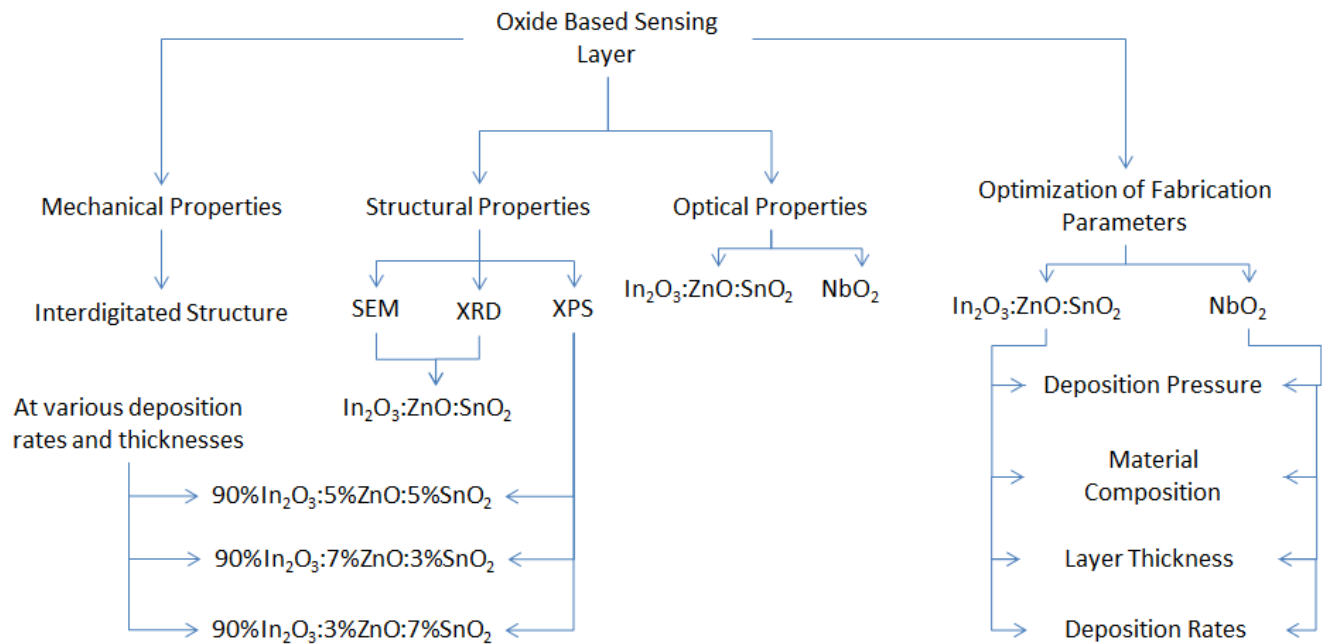 Oxide Based Sensing
Layer
Mechanical Properties
Structural Properties
Optical Properties
Optimization of Fabrication
Parameters
Interdigitated Structure
SEM
XRD
XPS
In₂O₃:ZnO:SnO₂
NbO₂
In₂O₃:ZnO:SnO₂
NbO₂
At various deposition
rates and thicknesses
In₂O₃:ZnO:SnO₂
90%In₂O₃:5%ZnO:5%SnO₂
90%In₂O₃:7%ZnO:3%SnO₂
90%In₂O₃:3%ZnO:7%SnO₂
Deposition Pressure
Material
Composition
Layer Thickness
Deposition Rates